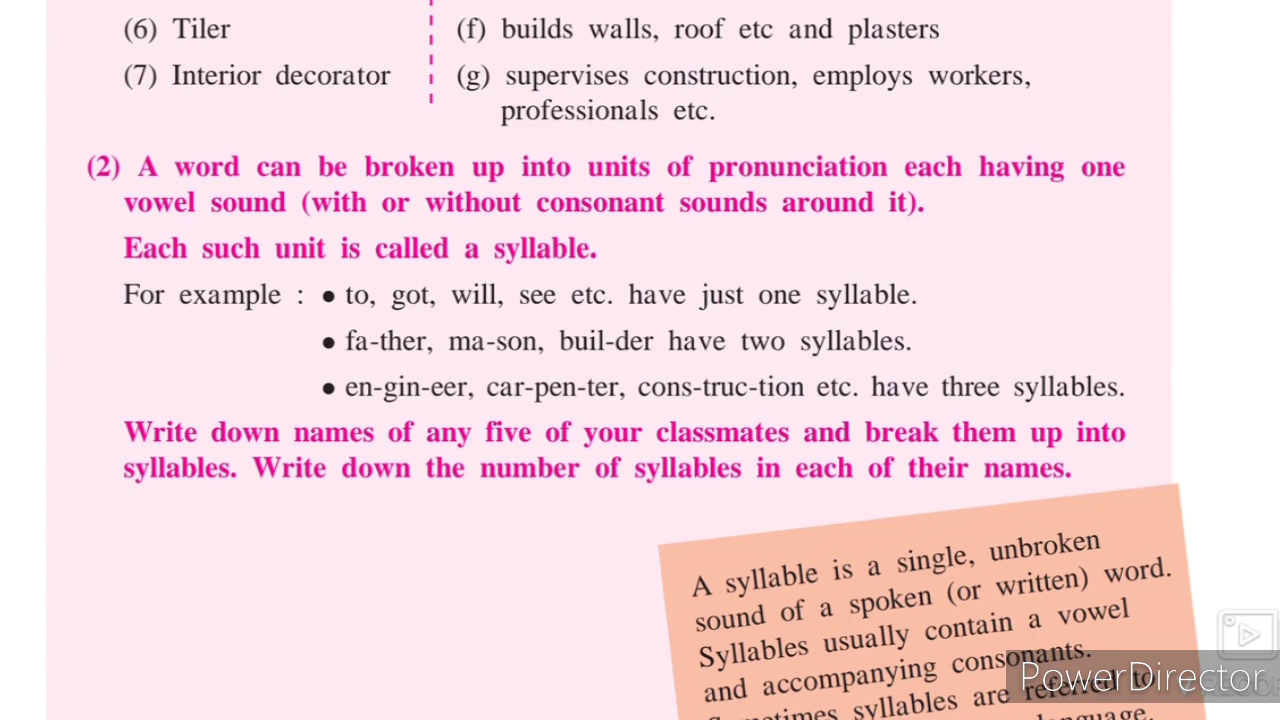 (6) Tiler (f) builds walls, roof etc and plasters
(7) Interior decorator (g) supervises construction, employs workers,
professionals etc.
(2) A word can be broken up into units of pronunciation each having one
vowel sound (with or without consonant sounds around it).
Each such unit is called a syllable.
For example : • to, got, will, see etc. have just one syllable.
• fa-ther, ma-son, buil-der have two syllables.
• en-gin-eer, car-pen-ter, cons-truc-tion etc. have three syllables.
Write down names of any five of your classmates and break them up into
syllables. Write down the number of syllables in each of their names.
A syllable is a single, unbroken
sound of a spoken (or written) word.
Syllables usually contain a vowel
and accompanying consonants.
syllables are referred to
PowerDirector